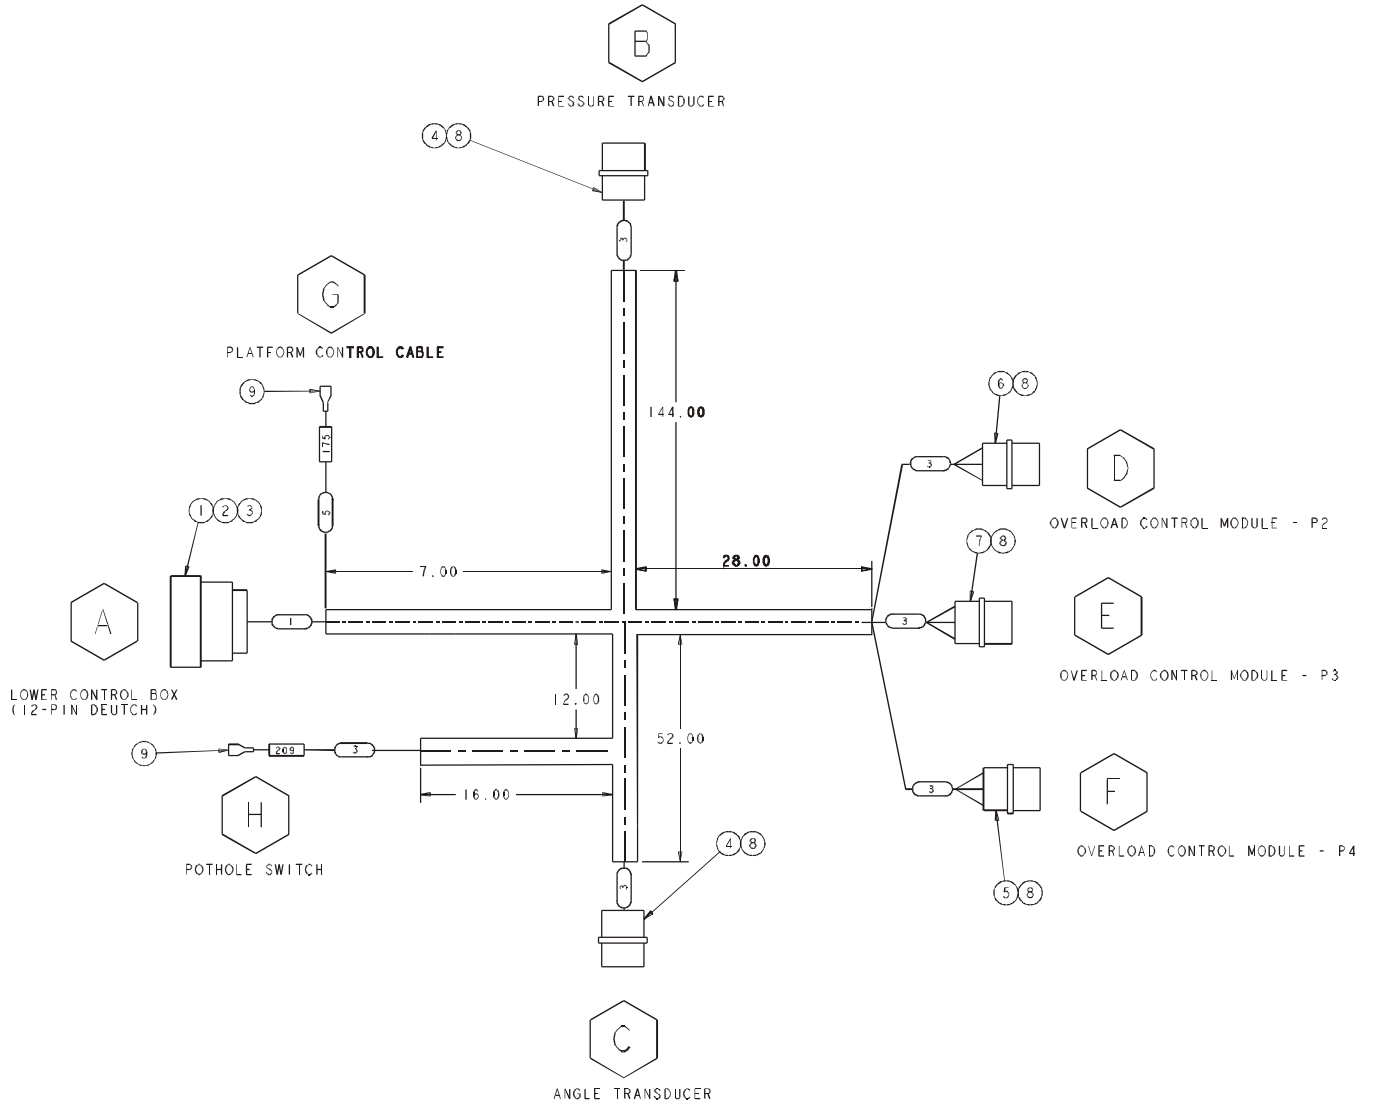 B
PRESSURE TRANSDUCER
4 8
3
G
PLATFORM CONTROL CABLE
9
175
5
144.00
6 8
3
D
OVERLOAD CONTROL MODULE - P2
1 2 3
7 8
7.00
28.00
A
1
3
E
LOWER CONTROL BOX
(12-PIN DEUTCH)
OVERLOAD CONTROL MODULE - P3
12.00
52.00
9
209
3
16.00
H
POTHOLE SWITCH
3
F
OVERLOAD CONTROL MODULE - P4
4 8
5 8
3
C
ANGLE TRANSDUCER